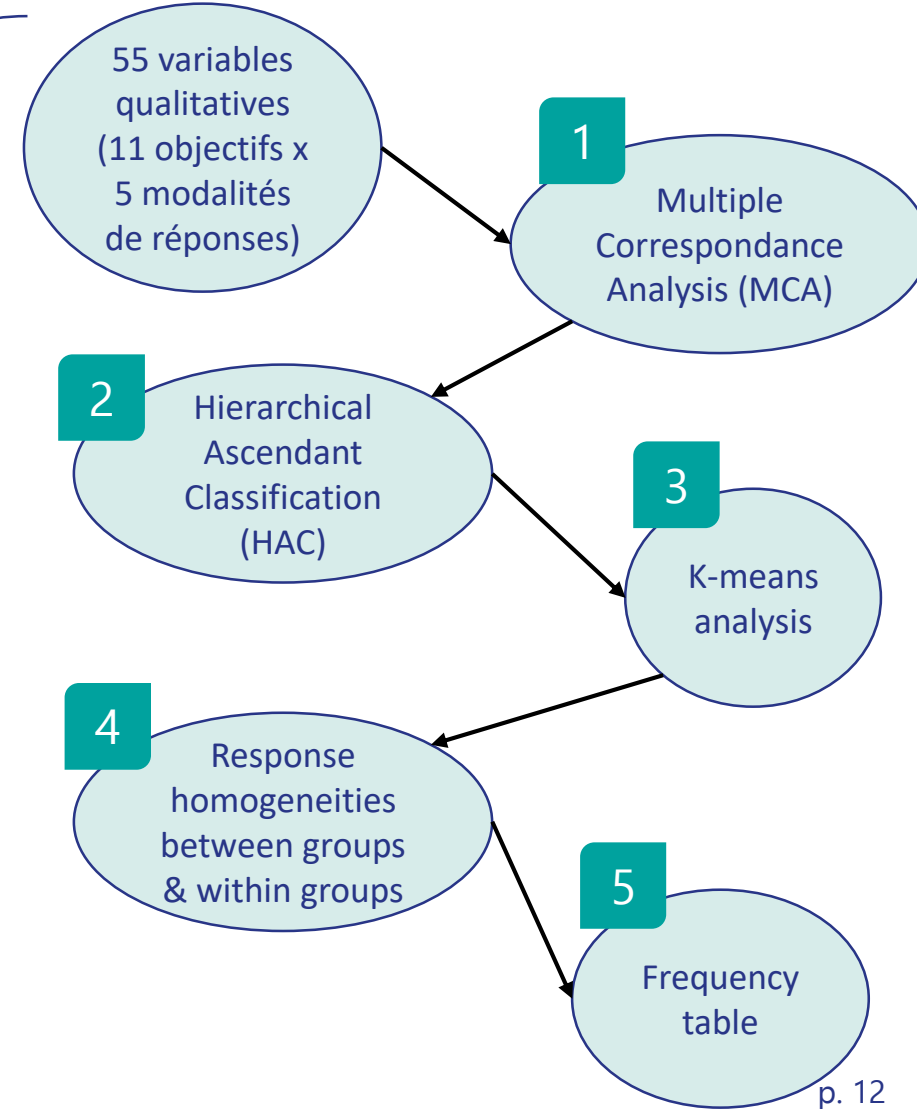 55 variables
qualitatives
(11 objectifs x
5 modalités
de réponses)
1
Multiple
Correspondance
Analysis (MCA)
2
Hierarchical
Ascendant
Classification
(HAC)
3
K-means
analysis
4
Response
homogeneities
between groups
& within groups
5
Frequency
table
p. 12